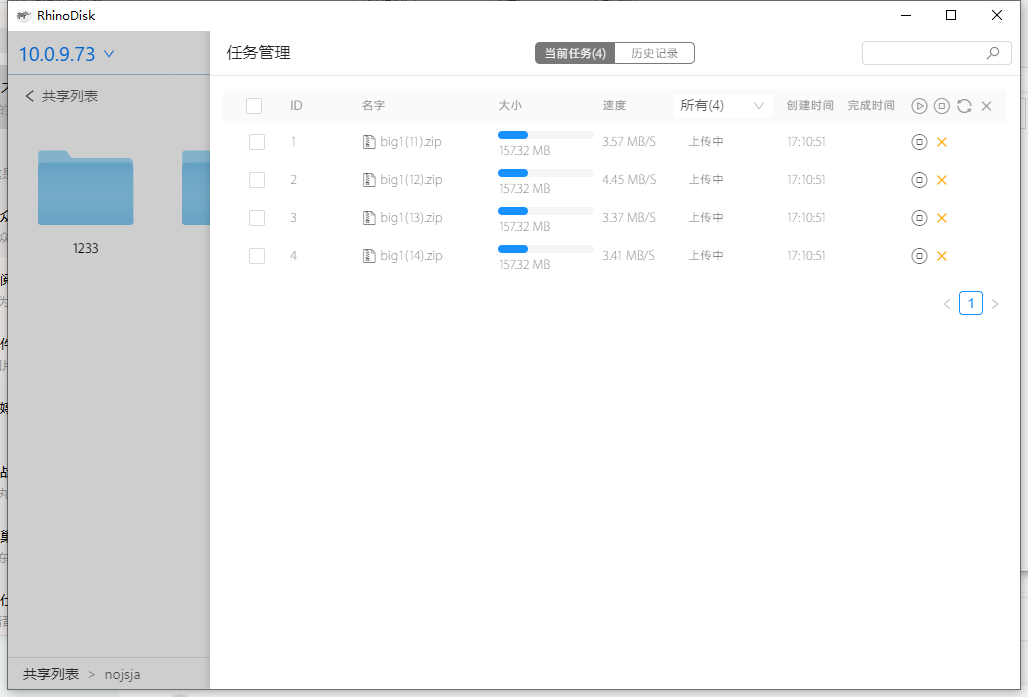 RhinoDisk
10.0.9.73
任务管理
当前任务(4) 历史记录
共享列表
ID 名字 大小 速度 所有(4) 创建时间 完成时间
1 big1(11).zip 157.32 MB 3.57 MB/S 上传中 17:10:51
2 big1(12).zip 157.32 MB 4.45 MB/S 上传中 17:10:51
3 big1(13).zip 157.32 MB 3.37 MB/S 上传中 17:10:51
4 big1(14).zip 157.32 MB 3.41 MB/S 上传中 17:10:51
1233
< 1 >
共享列表 > nojsja